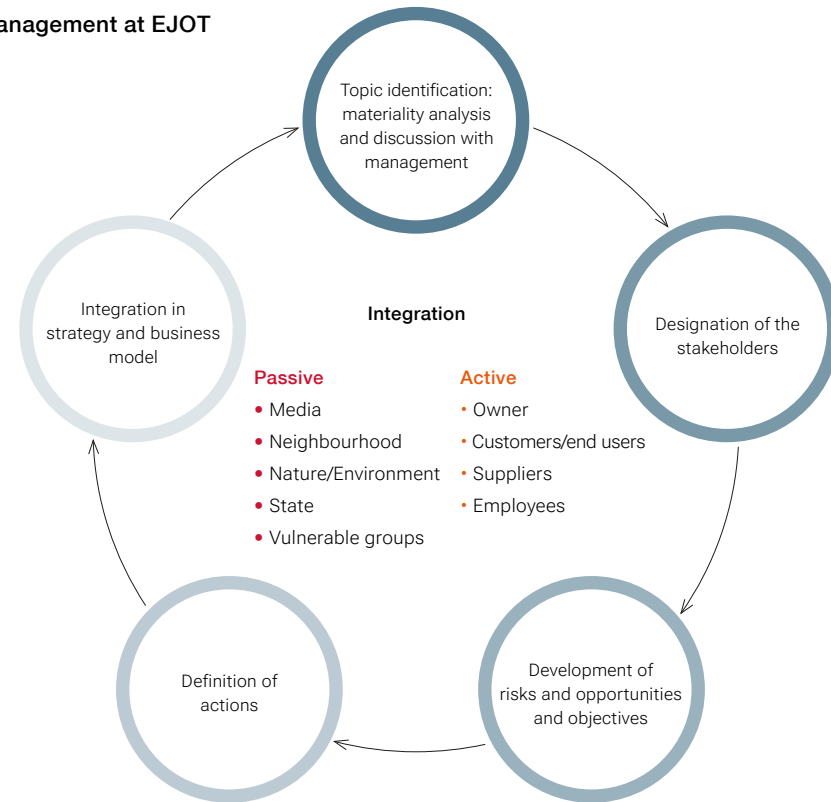 anagement at EJOT
Topic identification:
materiality analysis
and discussion with
management
Designation of the
stakeholders
Development of
risks and opportunities
and objectives
Definition of
actions
Integration in
strategy and business
model
Integration
Passive
• Media
• Neighbourhood
• Nature/Environment
• State
• Vulnerable groups
Active
• Owner
• Customers/end users
• Suppliers
• Employees